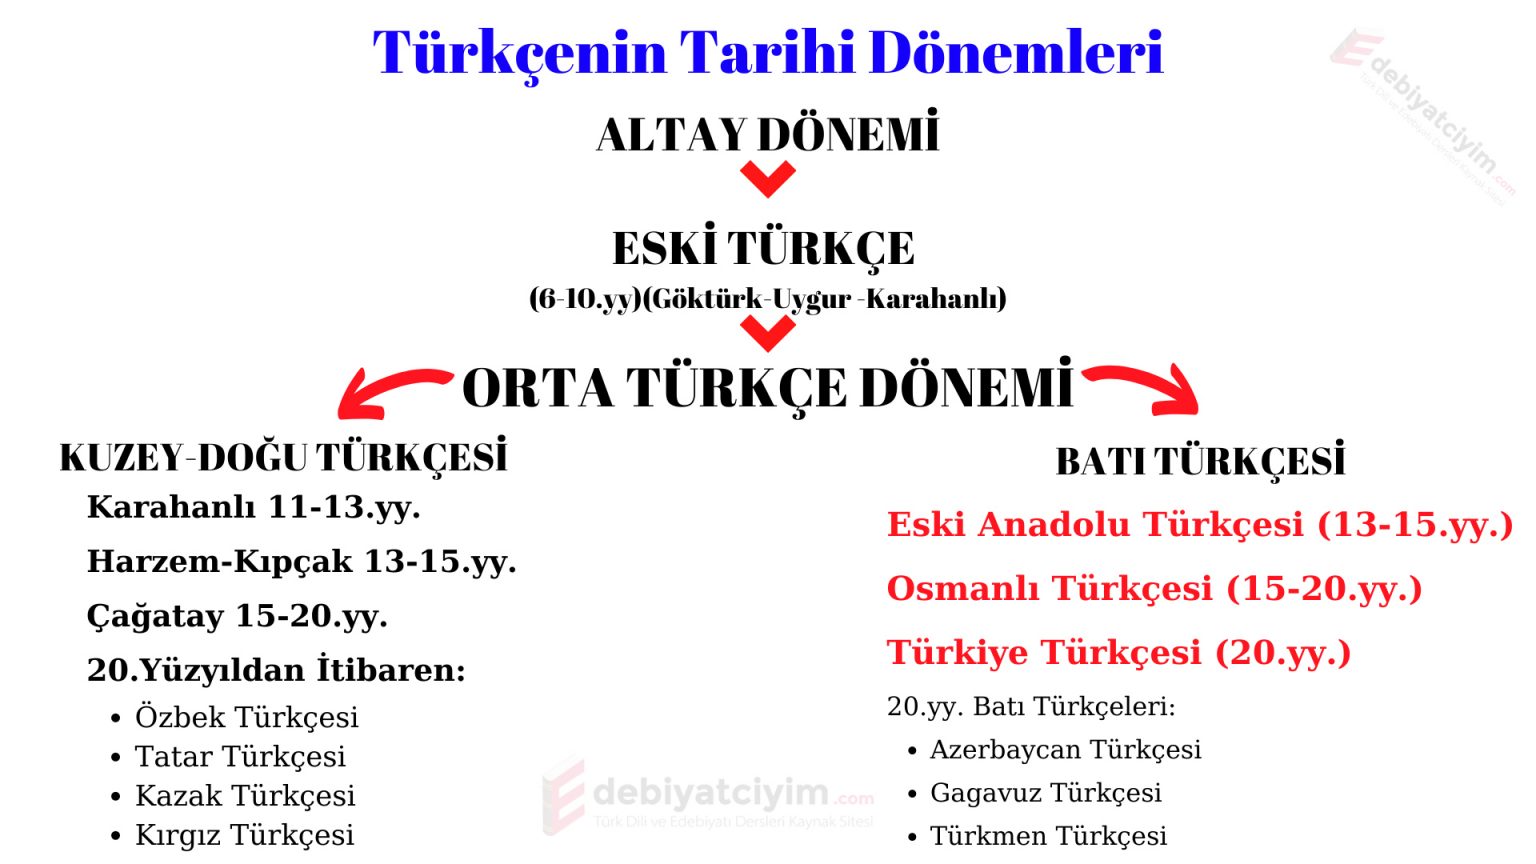 Türkçenin Tarihi Dönemleri
ALTAY DÖNEMİ
ESKİ TÜRKÇE
(6-10.yy)(Göktürk-Uygur -Karahanlı)
ORTA TÜRKÇE DÖNEMİ
KUZEY-DOĞU TÜRKÇESİ
Karahanlı 11-13.yy.
Harzem-Kıpçak 13-15.yy.
Çağatay 15-20.yy.
20.Yüzyıldan İtibaren:
• Özbek Türkçesi
• Tatar Türkçesi
• Kazak Türkçesi
• Kırgız Türkçesi
BATI TÜRKÇESİ
Eski Anadolu Türkçesi (13-15.yy.)
Osmanlı Türkçesi (15-20.yy.)
Türkiye Türkçesi (20.yy.)
20.yy. Batı Türkçeleri:
• Azerbaycan Türkçesi
• Gagavuz Türkçesi
• Türkmen Türkçesi
Edebiyatciyim.com
Türk Dili ve Edebiyatı Dersleri Kaynak Sitesi
Edebiyatciyim.com
Türk Dili ve Edebiyatı Dersleri Kaynak Sitesi